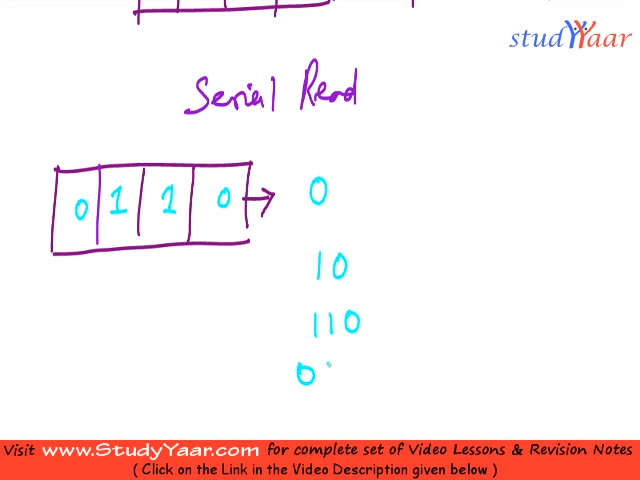 studYYaar
Serial Read
0 1 1 0 → 0
10
110
0
Visit www.StudyYaar.com for complete set of Video Lessons & Revision Notes
( Click on the Link in the Video Description given below )